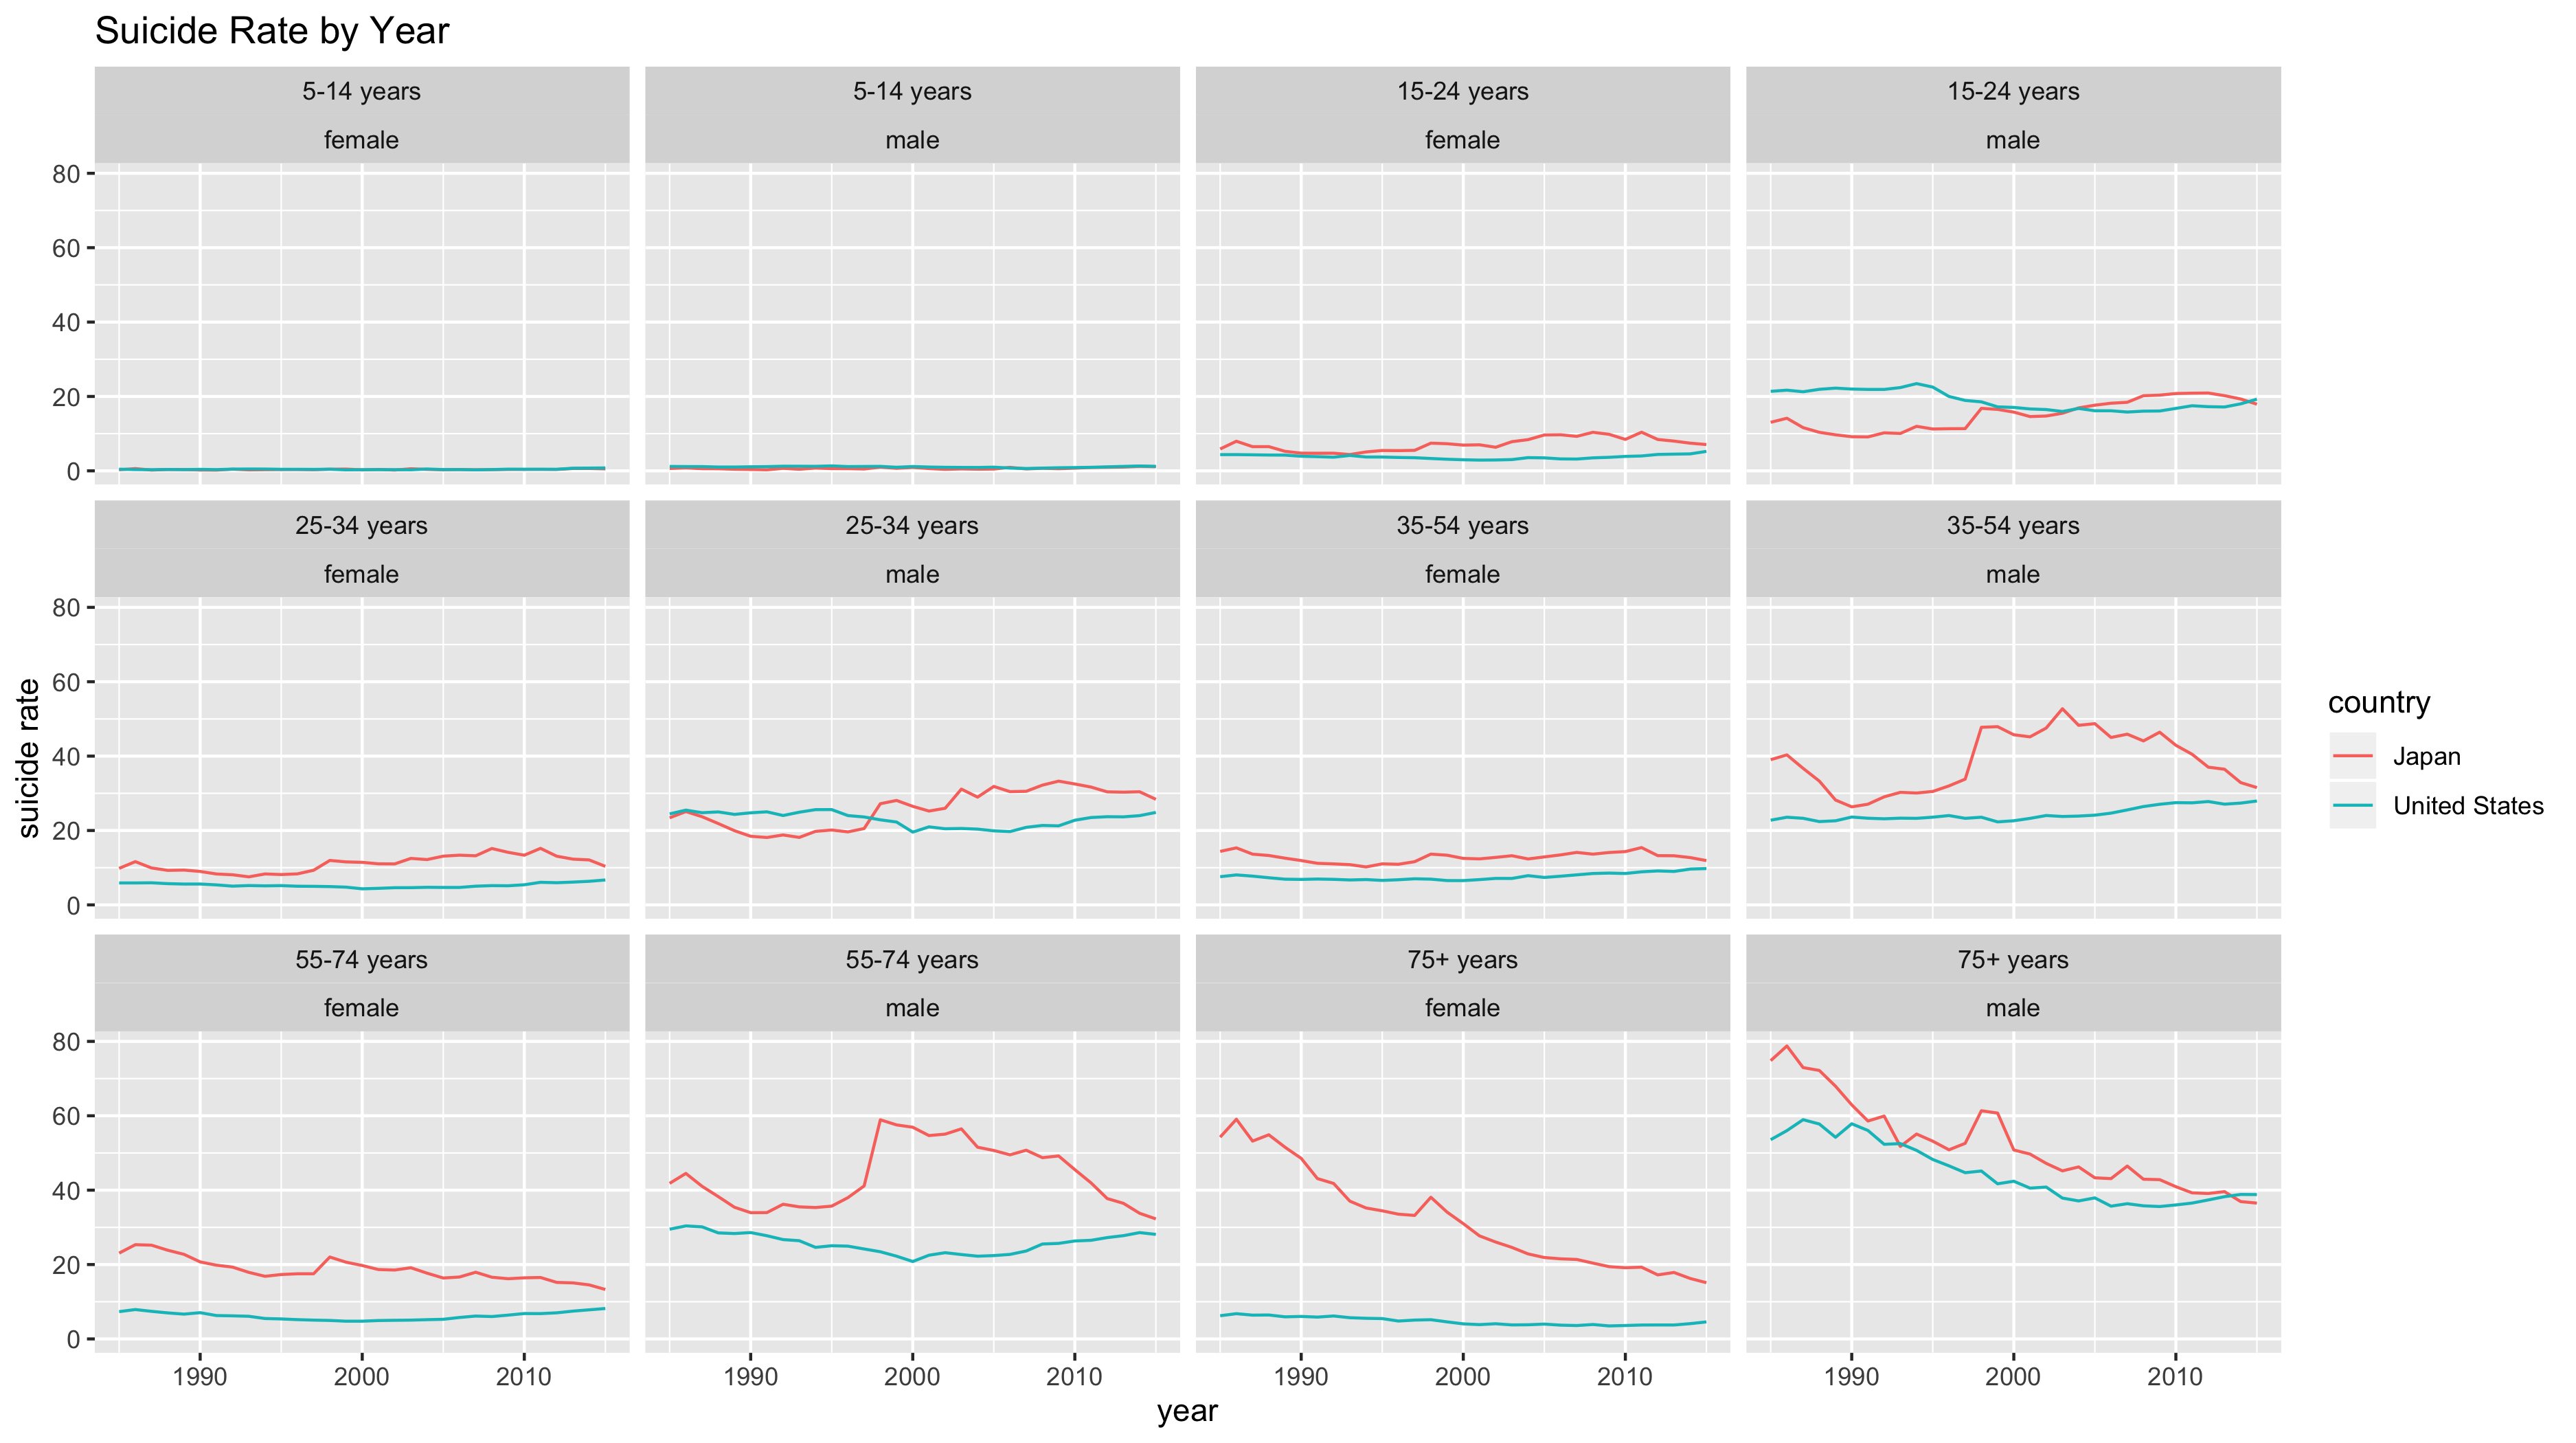 Suicide Rate by Year
5-14 years
female
5-14 years
male
15-24 years
female
15-24 years
male
80
60
40
20
0
25-34 years
female
25-34 years
male
35-54 years
female
35-54 years
male
80
60
40
20
0
55-74 years
female
55-74 years
male
75+ years
female
75+ years
male
80
60
40
20
0
1990 2000 2010
1990 2000 2010
1990 2000 2010
1990 2000 2010
year
suicide rate
country
Japan
United States